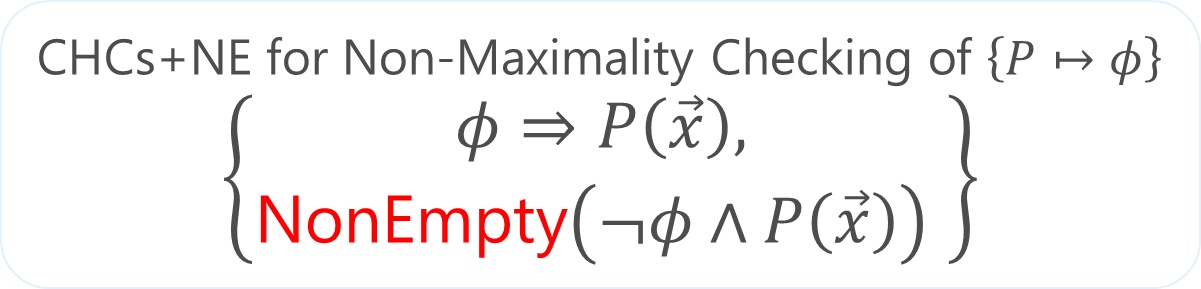 CHCs+NE for Non-Maximality Checking of {𝑃 ↦ 𝜙}
{ 𝜙 ⇒ 𝑃(𝑥⃗), }
NonEmpty(¬𝜙 ∧ 𝑃(𝑥⃗))